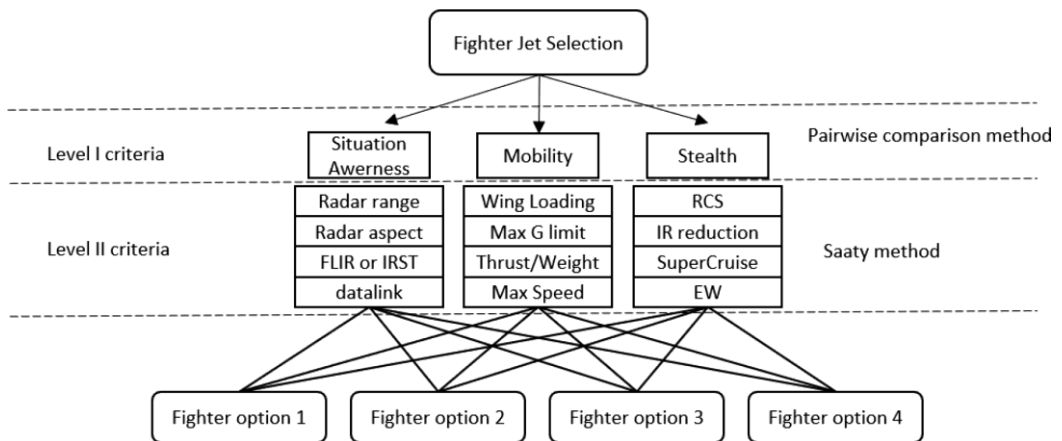 Fighter Jet Selection
Pairwise comparison method
Level I criteria
Situation
Awerness
Mobility
Stealth
Level II criteria
Radar range
Radar aspect
FLIR or IRST
datalink
Wing Loading
Max G limit
Thrust/Weight
Max Speed
RCS
IR reduction
SuperCruise
EW
Saaty method
Fighter option 1
Fighter option 2
Fighter option 3
Fighter option 4